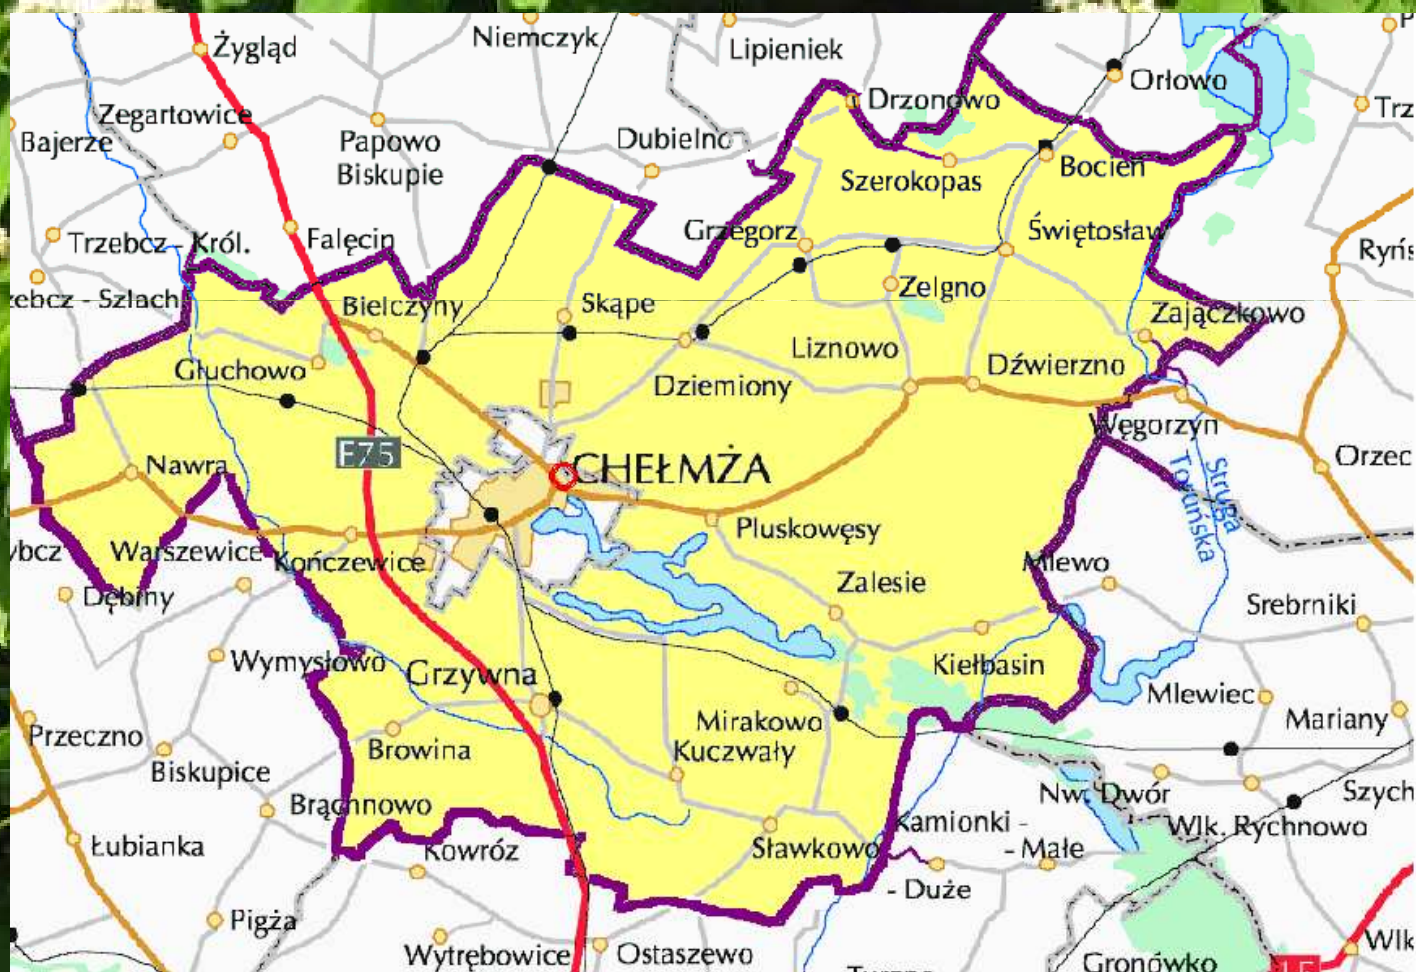 Żygląd
Niemczyk
Lipieniek
Orłowo
Drzonowo
Zegartowice
Bajerze
Papowo
Biskupie
Dubielno
Bocień
Szerokopas
Trzebcz - Król.
Falęcin
Grzegorz
Świętosław
Zelgno
Bielczyny
Skąpe
Zajączkowo
Głuchowo
Liznowo
Dziemiony
Dźwierzno
Węgorzyn
E75
CHEŁMŻA
Nawra
Struga
Toruńska
Pluskowęsy
Warszewice
Kończewice
Mlewo
Zalesie
Dębiny
Srebrniki
Wymysłowo
Grzywna
Kiełbasin
Mlewiec
Mariany
Mirakowo
Przeczno
Browina
Kuczwały
Biskupice
Nw. Dwór
Brąchnowo
Wlk. Rychnowo
Kamionki -
- Małe
Łubianka
Kowróz
Sławkowo
- Duże
Pigża
Wytrębowice
Ostaszewo
Gronówko